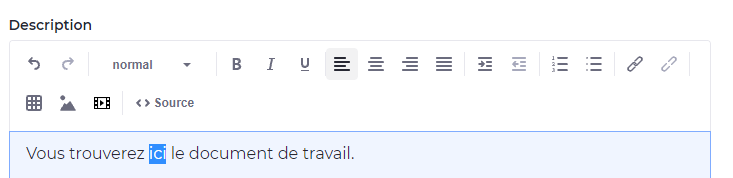 Description
normal B I U
Source
Vous trouverez ici le document de travail.